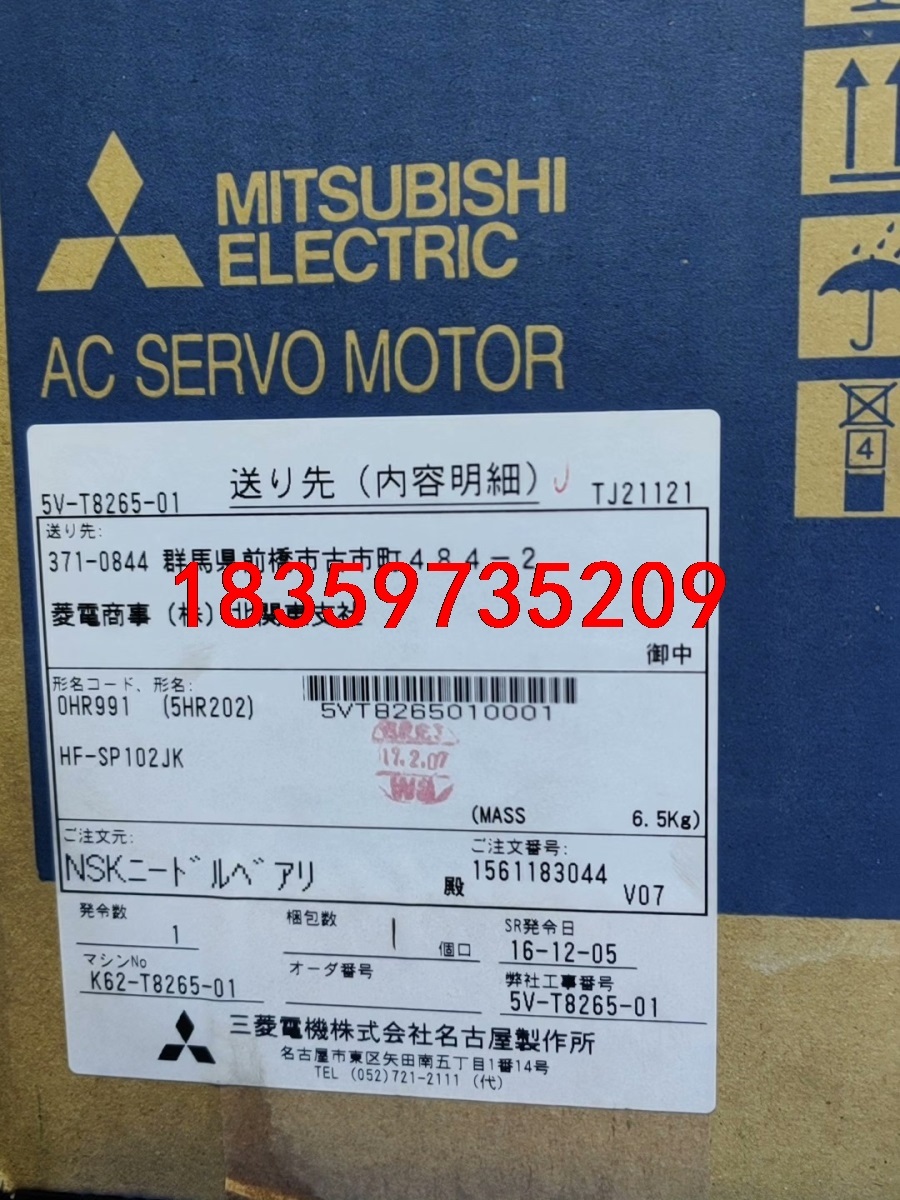 MITSUBISHI
ELECTRIC
AC SERVO MOTOR
4
5V-T8265-01 送り先(内容明細) TJ21121
送り先:
371-0844 群馬県前橋市古市町484-2
菱電商事(株)北関東支社
18359735209
御中
形名コード、形名:
0HR991 (5HR202)
5VT8265010001
HF-SP102JK
(MASS 6.5Kg)
ご注文元:
NSKニードルベアリ 殿
ご注文番号:
1561183044
V07
発令数
1
梱包数
1 個口
SR発令日
16-12-05
マシンNo
K62-T8265-01
オーダ番号
弊社工事番号
5V-T8265-01
三菱電機株式会社名古屋製作所
名古屋市東区矢田南五丁目1番14号
TEL (052)721-2111 (代)